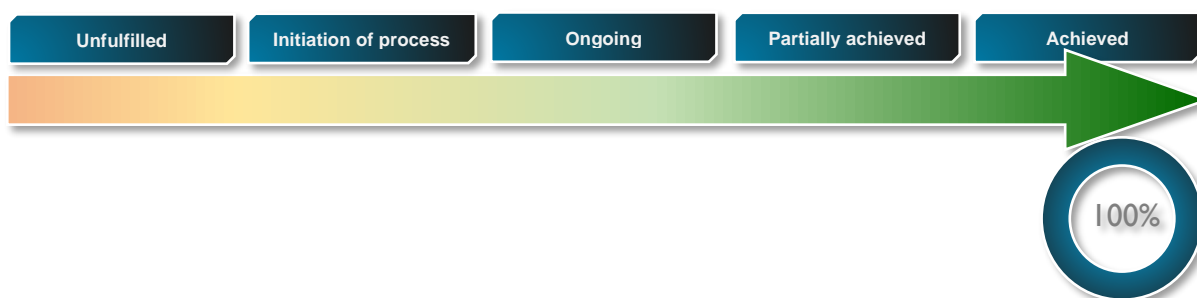 Unfulfilled
Initiation of process
Ongoing
Partially achieved
Achieved
100%